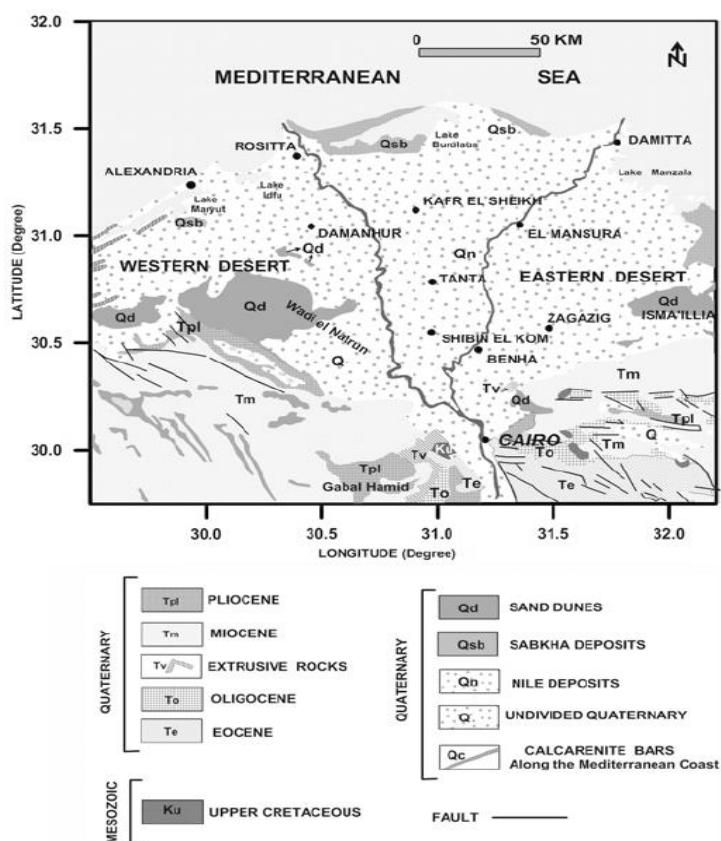 32.0
0 50 KM
N
MEDITERRANEAN SEA
31.5
ROSITTA
Qsb
Lake
Burollaus
Qsb
DAMITTA
ALEXANDRIA
Lake
Maryut
Lake
Idfu
Lake Manzala
KAFR EL SHEIKH
Qsb
31.0
DAMANHUR
EL MANSURA
Qd
Qn
WESTERN DESERT
TANTA
EASTERN DESERT
Qd
Qd
Qd
ISMA'ILLIA
ZAGAZIG
Tpl
Wadi el Natrun
30.5
SHIBIN EL KOM
BENHA
Q
Tm
Tv
Tm
Qd
Tpl
Q
30.0
CAIRO
Ku
Tv
To
Tm
Tpl
Te
Gabal Hamid
To
Te
LATITUDE (Degree)
30.0 30.5 31.0 31.5 32.0
LONGITUDE (Degree)
QUATERNARY
Tpl PLIOCENE
Tm MIOCENE
Tv EXTRUSIVE ROCKS
To OLIGOCENE
Te EOCENE
MESOZOIC
Ku UPPER CRETACEOUS
QUATERNARY
Qd SAND DUNES
Qsb SABKHA DEPOSITS
Qn NILE DEPOSITS
Q UNDIVIDED QUATERNARY
Qc CALCARENITE BARS
Along the Mediterranean Coast
FAULT